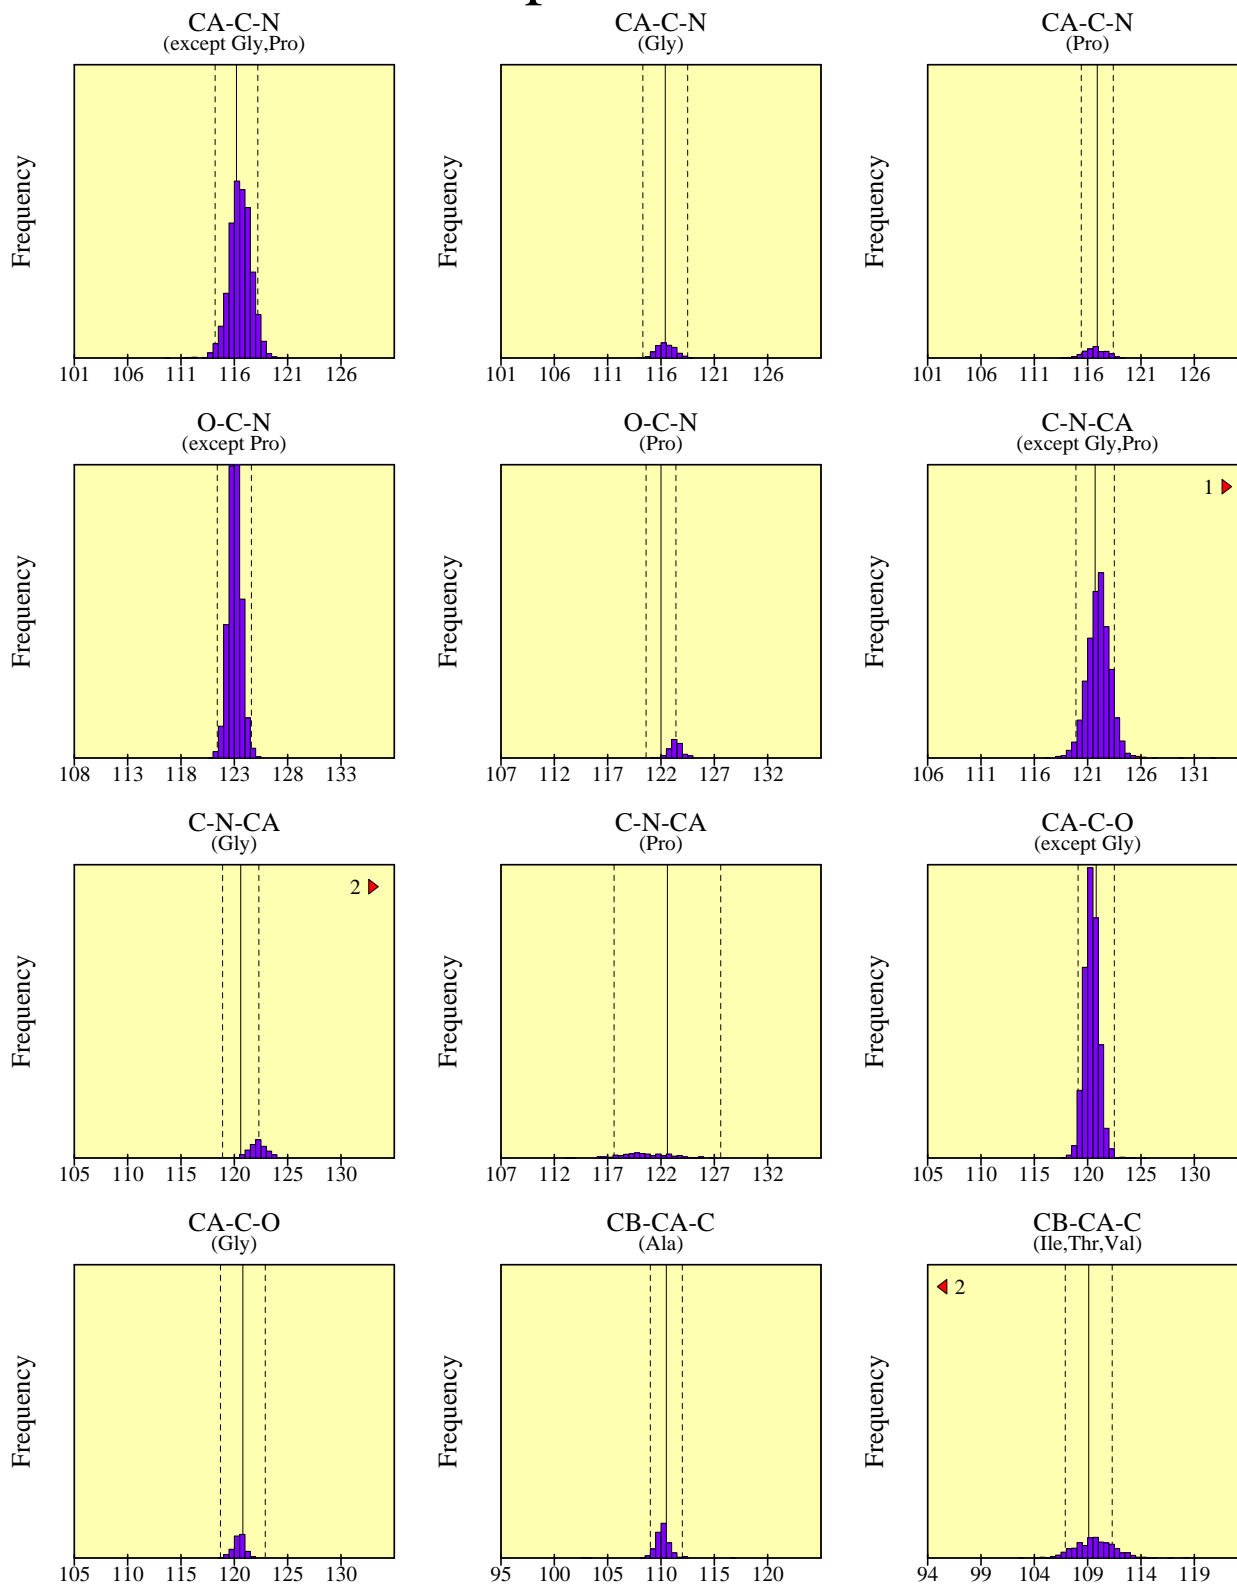 CA-C-N
(except Gly,Pro)
CA-C-N
(Gly)
CA-C-N
(Pro)
Frequency
Frequency
Frequency
101 106 111 116 121 126
101 106 111 116 121 126
101 106 111 116 121 126
O-C-N
(except Pro)
O-C-N
(Pro)
C-N-CA
(except Gly,Pro)
1
Frequency
Frequency
Frequency
108 113 118 123 128 133
107 112 117 122 127 132
106 111 116 121 126 131
C-N-CA
(Gly)
C-N-CA
(Pro)
CA-C-O
(except Gly)
2
Frequency
Frequency
Frequency
105 110 115 120 125 130
107 112 117 122 127 132
105 110 115 120 125 130
CA-C-O
(Gly)
CB-CA-C
(Ala)
CB-CA-C
(Ile,Thr,Val)
2
Frequency
Frequency
Frequency
105 110 115 120 125 130
95 100 105 110 115 120
94 99 104 109 114 119